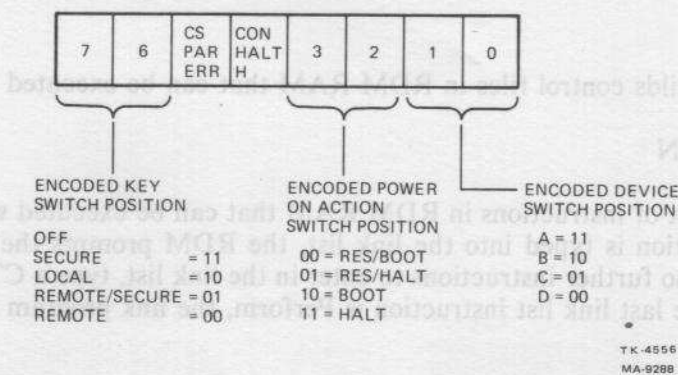 7 6 CS PAR ERR CON HALT H 3 2 1 0
ENCODED KEY
SWITCH POSITION
OFF
SECURE = 11
LOCAL = 10
REMOTE/SECURE = 01
REMOTE = 00
ENCODED POWER
ON ACTION
SWITCH POSITION
00 = RES/BOOT
01 = RES/HALT
10 = BOOT
11 = HALT
ENCODED DEVICE
SWITCH POSITION
A = 11
B = 10
C = 01
D = 00
TK-4556
MA-9288